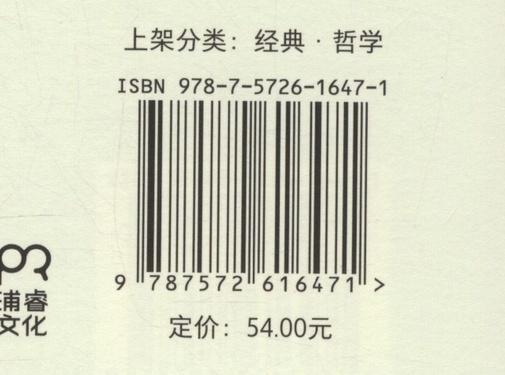 上架分类：经典·哲学
ISBN 978-7-5726-1647-1
9 787572 616471 >
浦睿
文化
定价：54.00元